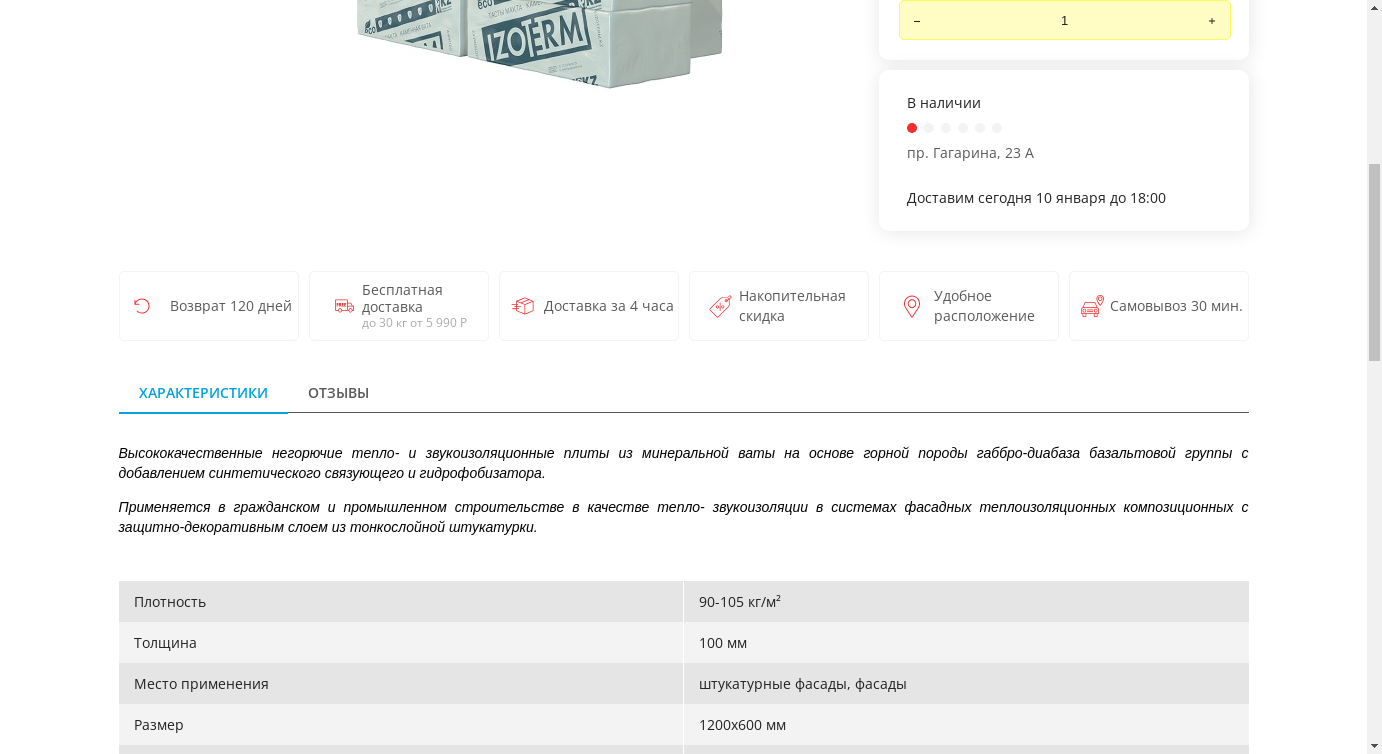 IZOTERM
−
1
+
В наличии
пр. Гагарина, 23 А
Доставим сегодня 10 января до 18:00
Возврат 120 дней
Бесплатная
доставка
до 30 кг от 5 990 Р
Доставка за 4 часа
Накопительная
скидка
Удобное
расположение
Самовывоз 30 мин.
ХАРАКТЕРИСТИКИ
ОТЗЫВЫ
Высококачественные негорючие тепло- и звукоизоляционные плиты из минеральной ваты на основе горной породы габбро-диабаза базальтовой группы с
добавлением синтетического связующего и гидрофобизатора.
Применяется в гражданском и промышленном строительстве в качестве тепло- звукоизоляции в системах фасадных теплоизоляционных композиционных с
защитно-декоративным слоем из тонкослойной штукатурки.
Плотность 90-105 кг/м²
Толщина 100 мм
Место применения штукатурные фасады, фасады
Размер 1200х600 мм